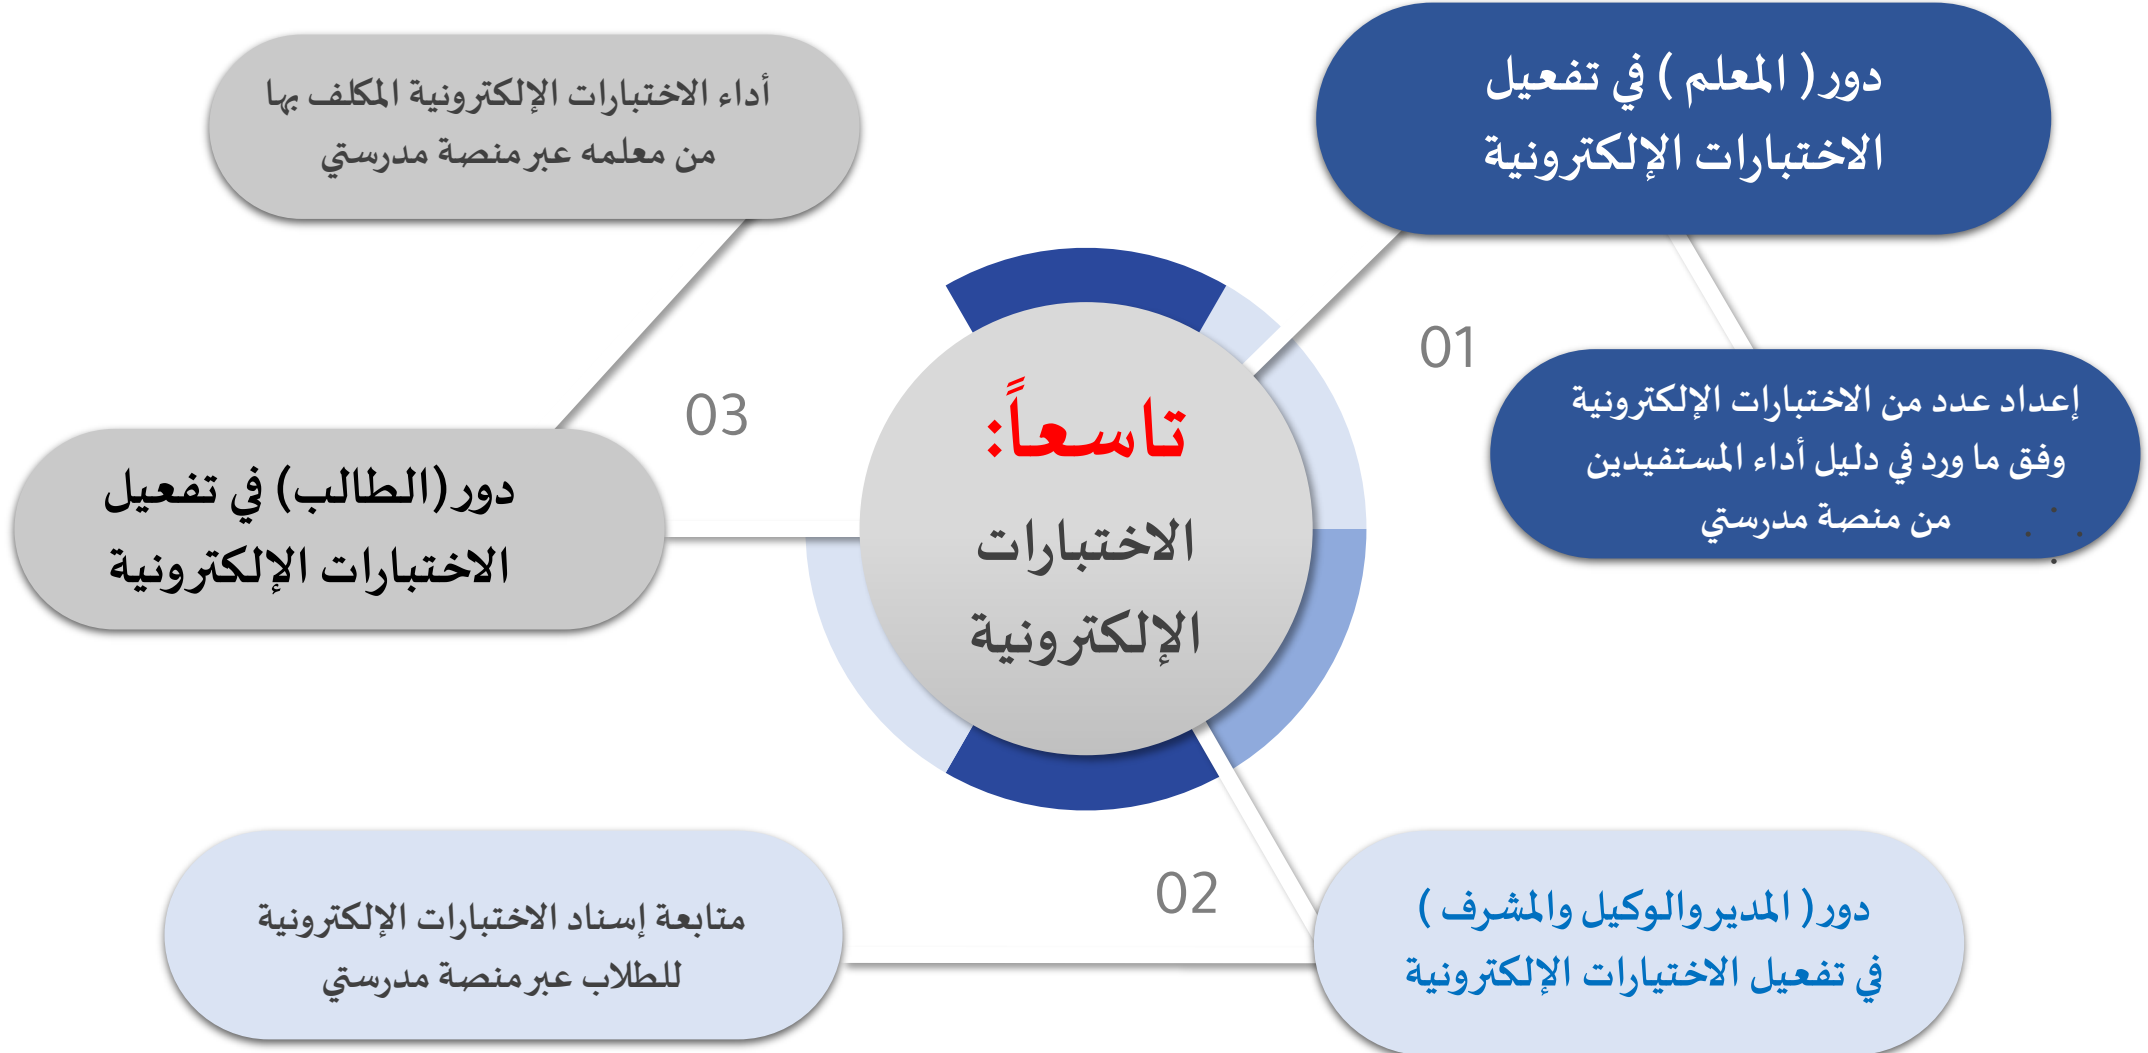 تاسعاً:
الاختبارات
الإلكترونية
01
دور ( المعلم ) في تفعيل
الاختبارات الإلكترونية
إعداد عدد من الاختبارات الإلكترونية
وفق ما ورد في دليل أداء المستفيدين
من منصة مدرستي
02
دور ( المدير والوكيل والمشرف )
في تفعيل الاختيارات الإلكترونية
متابعة إسناد الاختبارات الإلكترونية
للطلاب عبر منصة مدرستي
03
دور (الطالب) في تفعيل
الاختبارات الإلكترونية
أداء الاختبارات الإلكترونية المكلف بها
من معلمه عبر منصة مدرستي